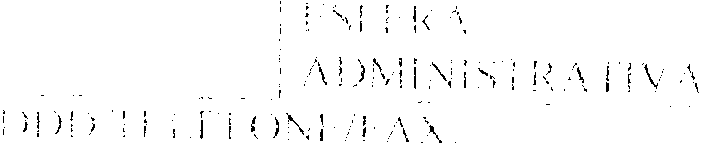 ESFERA
ADMINISTRATIVA
DDD TELEFONE/FAX.